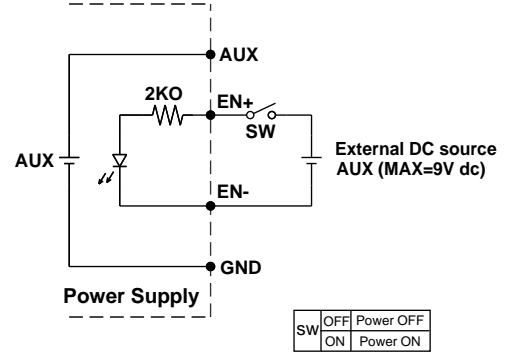 AUX
2KO
EN+
SW
AUX
External DC source
AUX (MAX=9V dc)
EN-
GND
Power Supply
SW
OFF Power OFF
ON Power ON